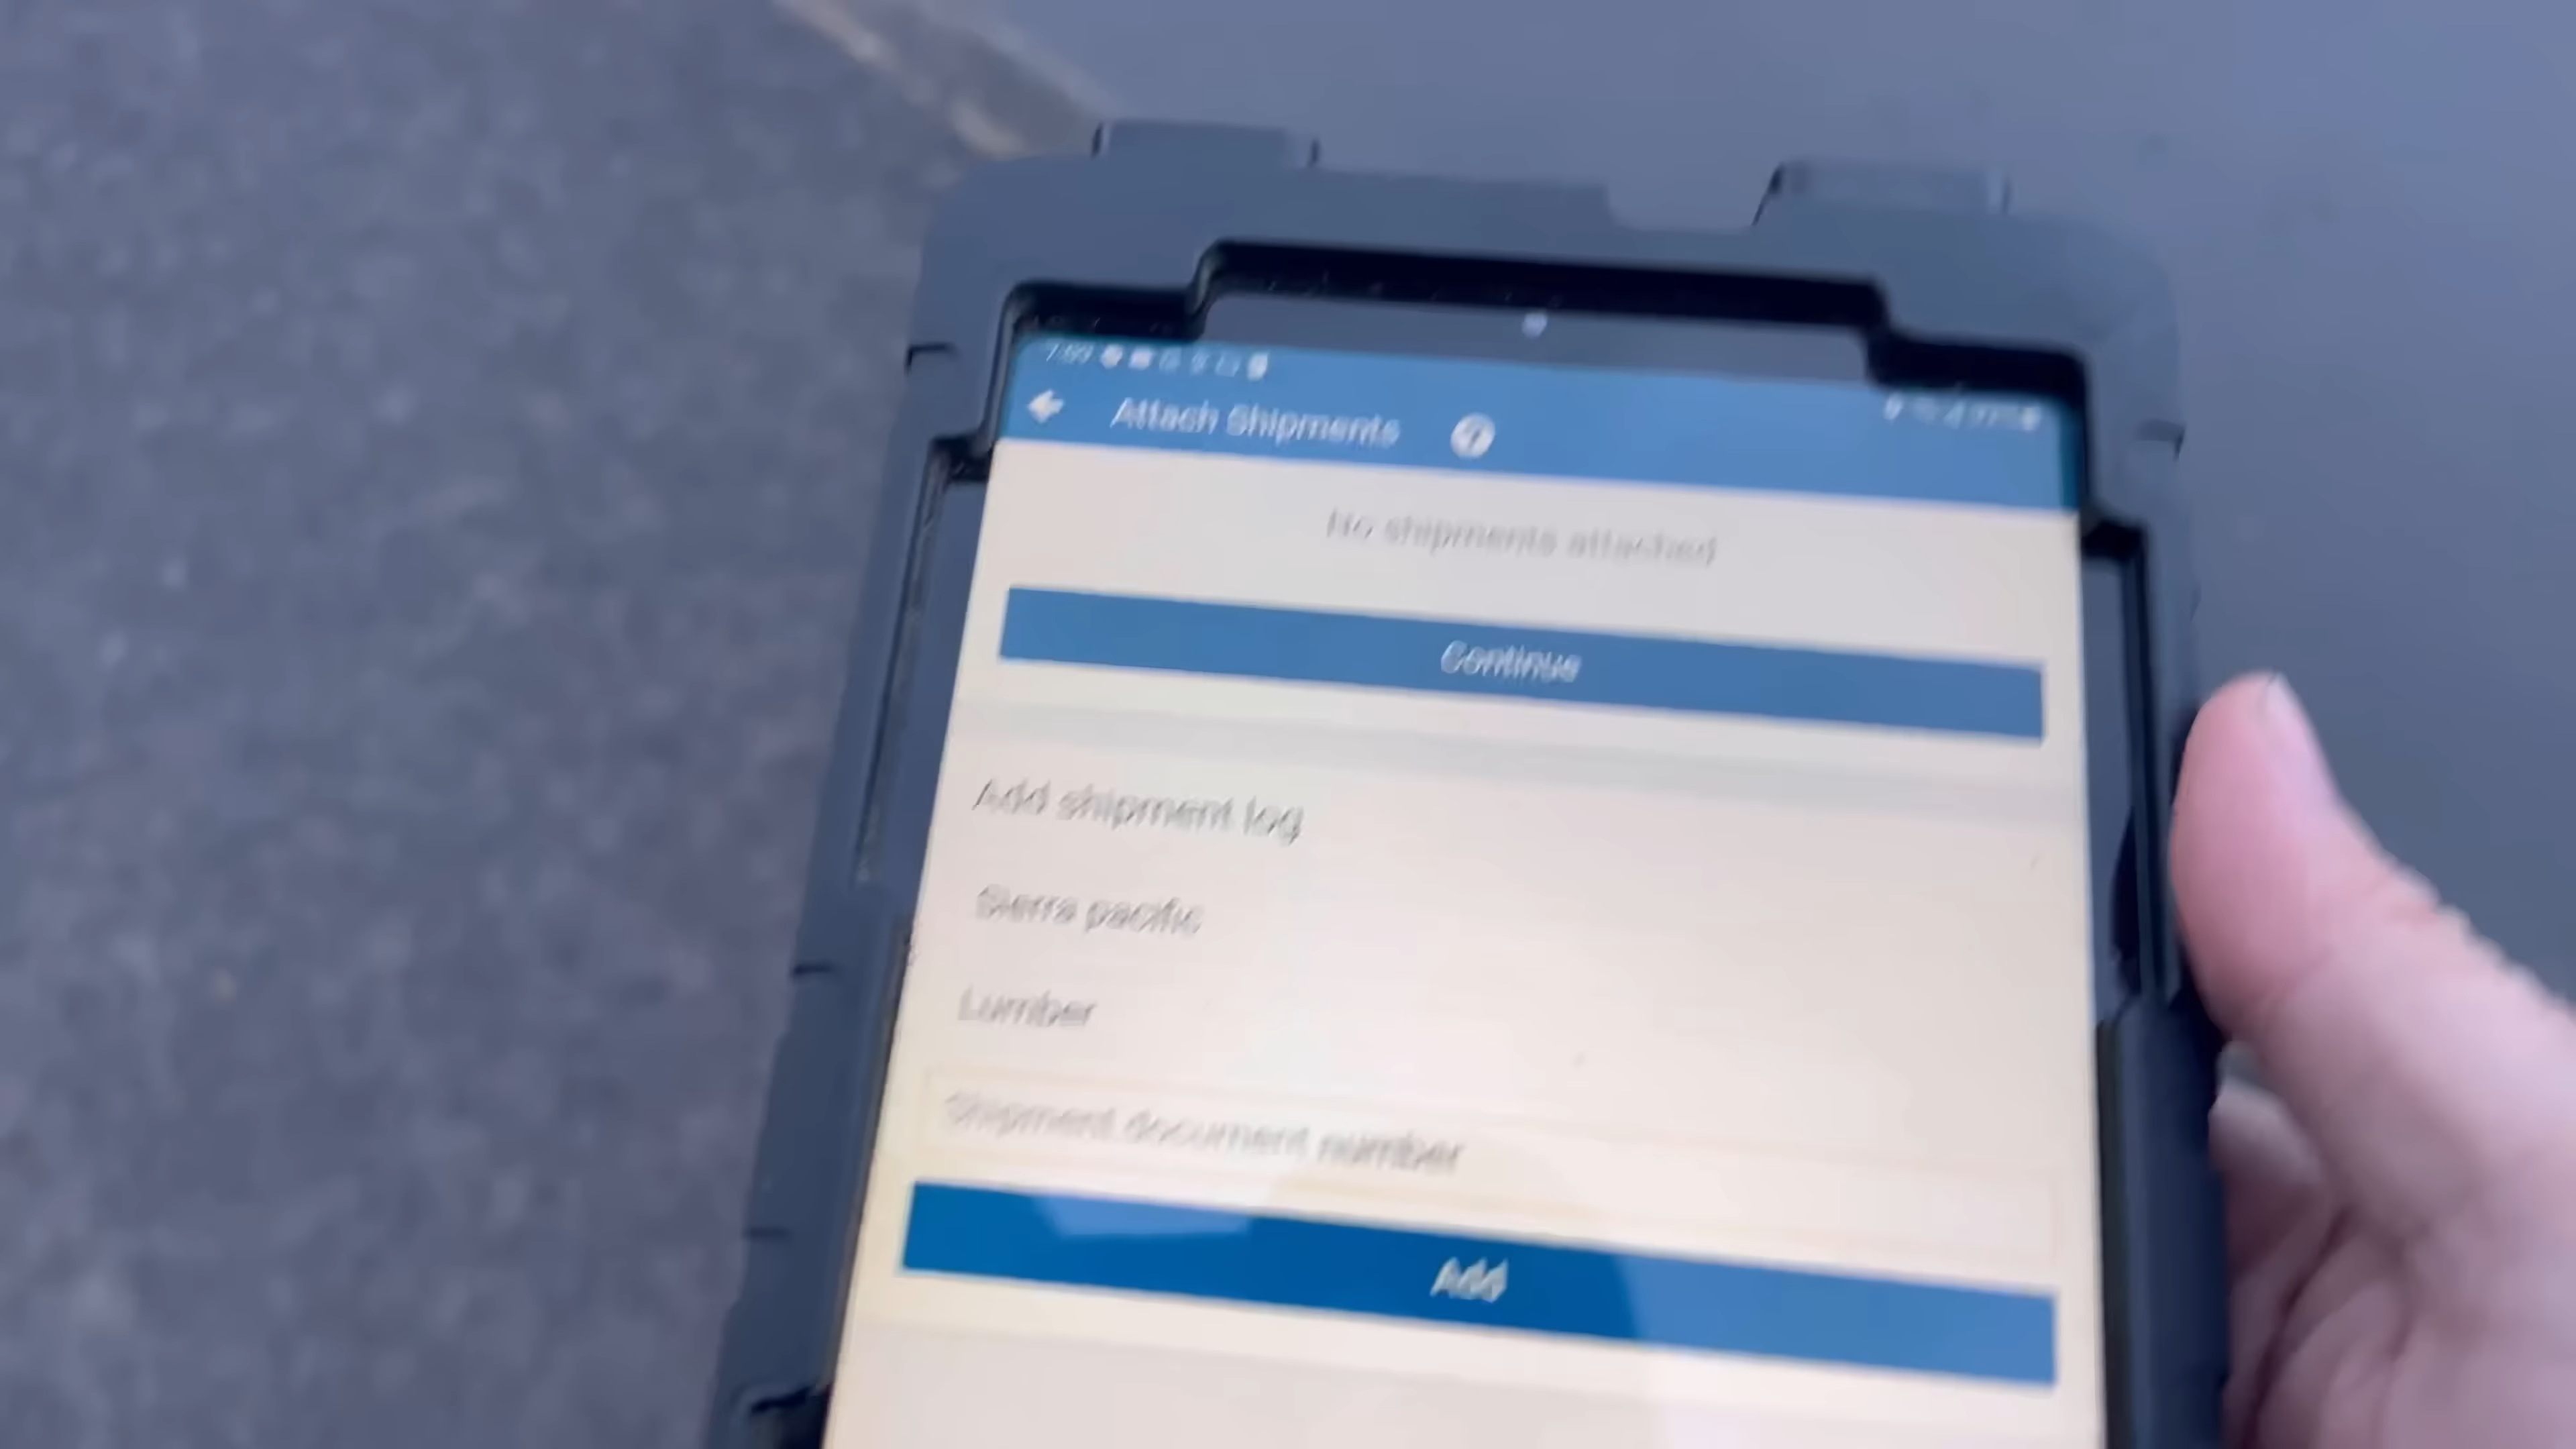 Attach Shipments
No shipments attached
Continue
Add shipment log
Sierra pacific
Lumber
Shipment document number
Add